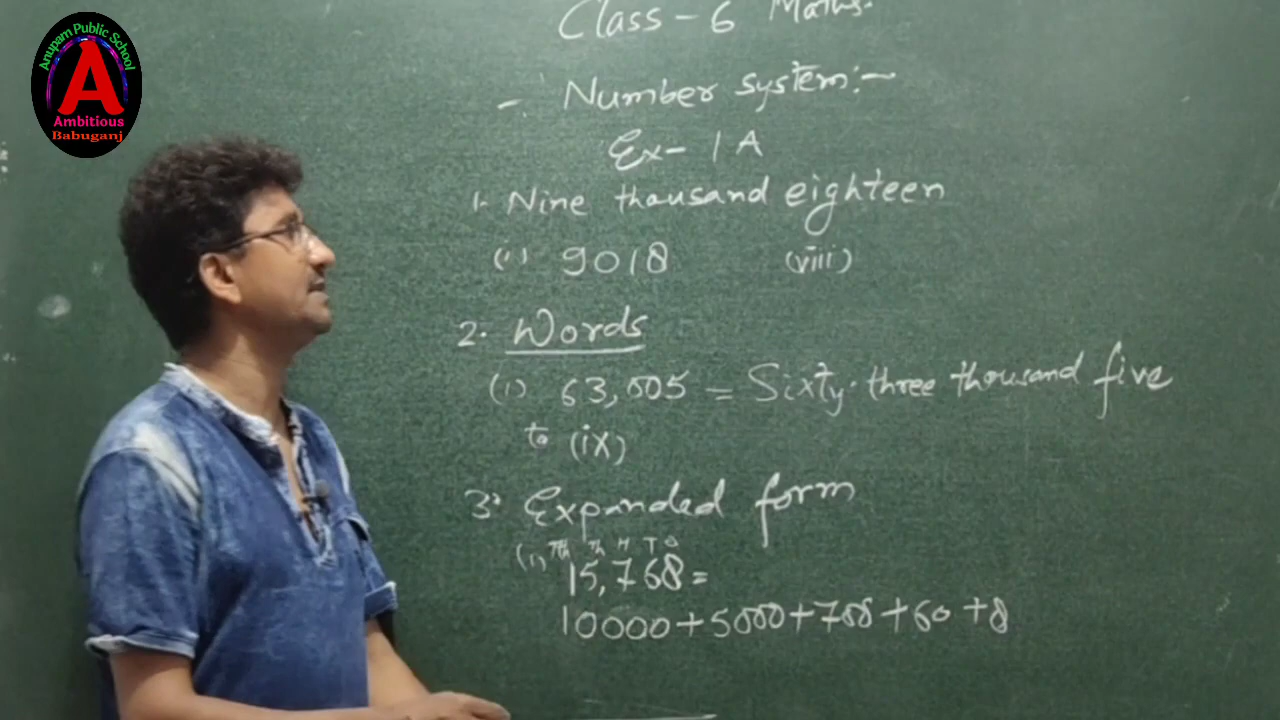 Anupam Public School
A
Ambitious
Babuganj
Class - 6 Maths.
- Number system:-
Ex- 1A
1. Nine thousand eighteen
(i) 9018 (viii)
2. Words
(i) 63,005 = Sixty-three thousand five
to (ix)
3. Expanded form
(i) Tth Th H T O
15,768 =
10000+5000+700+60+8